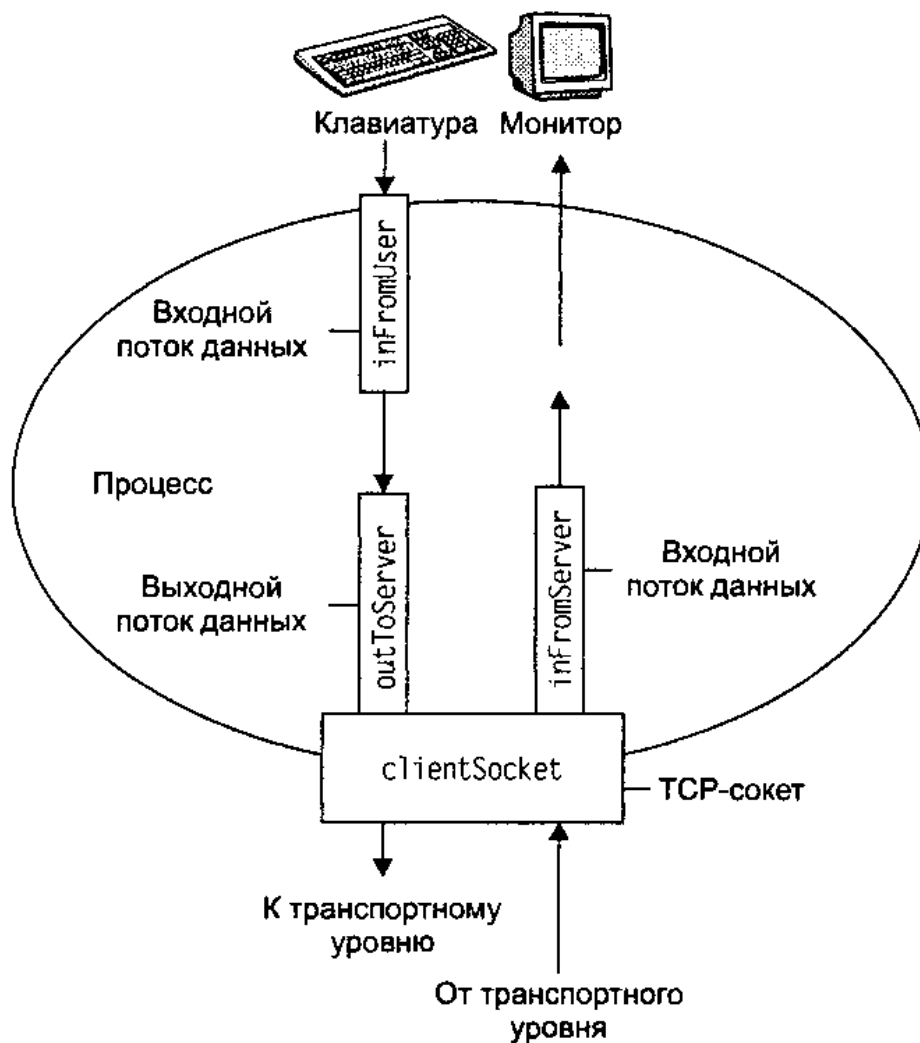 Клавиатура Монитор
inFromUser
Входной
поток данных
Процесс
outToServer
Выходной
поток данных
inFromServer
Входной
поток данных
clientSocket
TCP-сокет
К транспортному
уровню
От транспортного
уровня